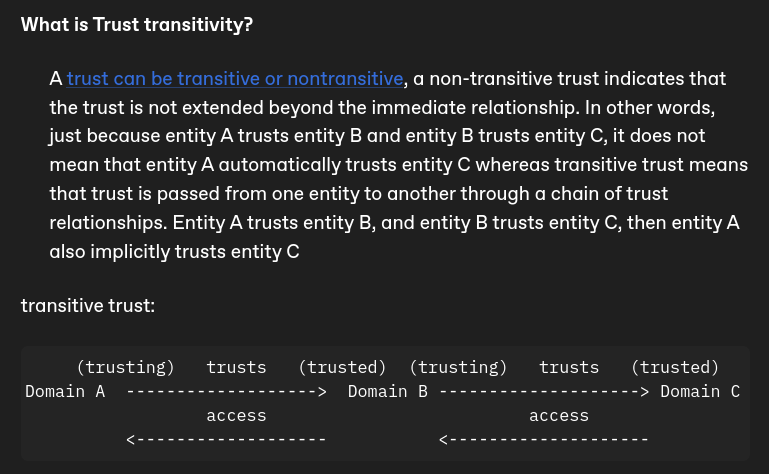 What is Trust transitivity?
A trust can be transitive or nontransitive, a non-transitive trust indicates that
the trust is not extended beyond the immediate relationship. In other words,
just because entity A trusts entity B and entity B trusts entity C, it does not
mean that entity A automatically trusts entity C whereas transitive trust means
that trust is passed from one entity to another through a chain of trust
relationships. Entity A trusts entity B, and entity B trusts entity C, then entity A
also implicitly trusts entity C
transitive trust:
(trusting) trusts (trusted) (trusting) trusts (trusted)
Domain A -------------------> Domain B --------------------> Domain C
access access
<------------------- <--------------------